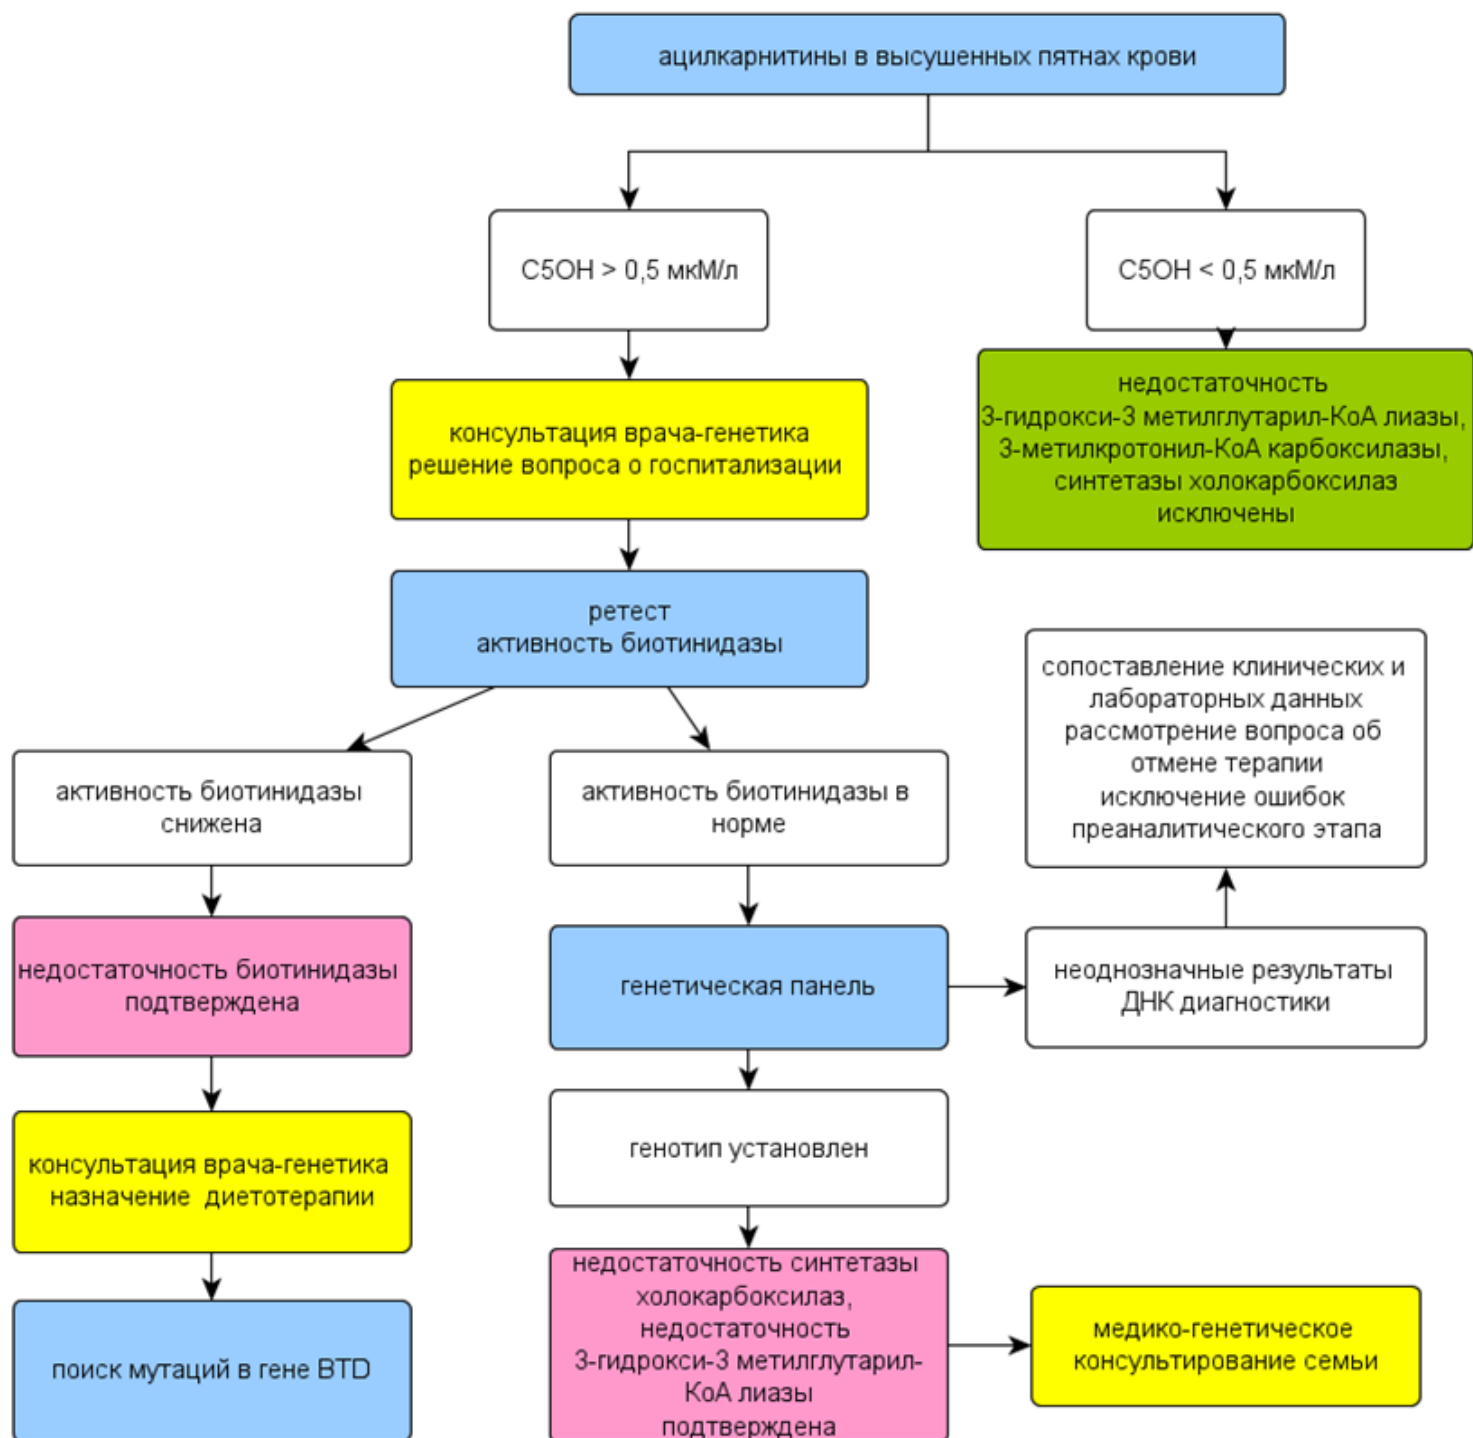 ацилкарнитины в высушенных пятнах крови
С5ОН > 0,5 мкМ/л
С5ОН < 0,5 мкМ/л
консультация врача-генетика
решение вопроса о госпитализации
недостаточность
3-гидрокси-3 метилглутарил-КоА лиазы,
3-метилкротонил-КоА карбоксилазы,
синтетазы холокарбоксилаз
исключены
ретест
активность биотинидазы
сопоставление клинических и
лабораторных данных
рассмотрение вопроса об
отмене терапии
исключение ошибок
преаналитического этапа
активность биотинидазы
снижена
активность биотинидазы в
норме
недостаточность биотинидазы
подтверждена
генетическая панель
неоднозначные результаты
ДНК диагностики
консультация врача-генетика
назначение диетотерапии
генотип установлен
поиск мутаций в гене BTD
недостаточность синтетазы
холокарбоксилаз,
недостаточность
3-гидрокси-3 метилглутарил-
КоА лиазы
подтверждена
медико-генетическое
консультирование семьи